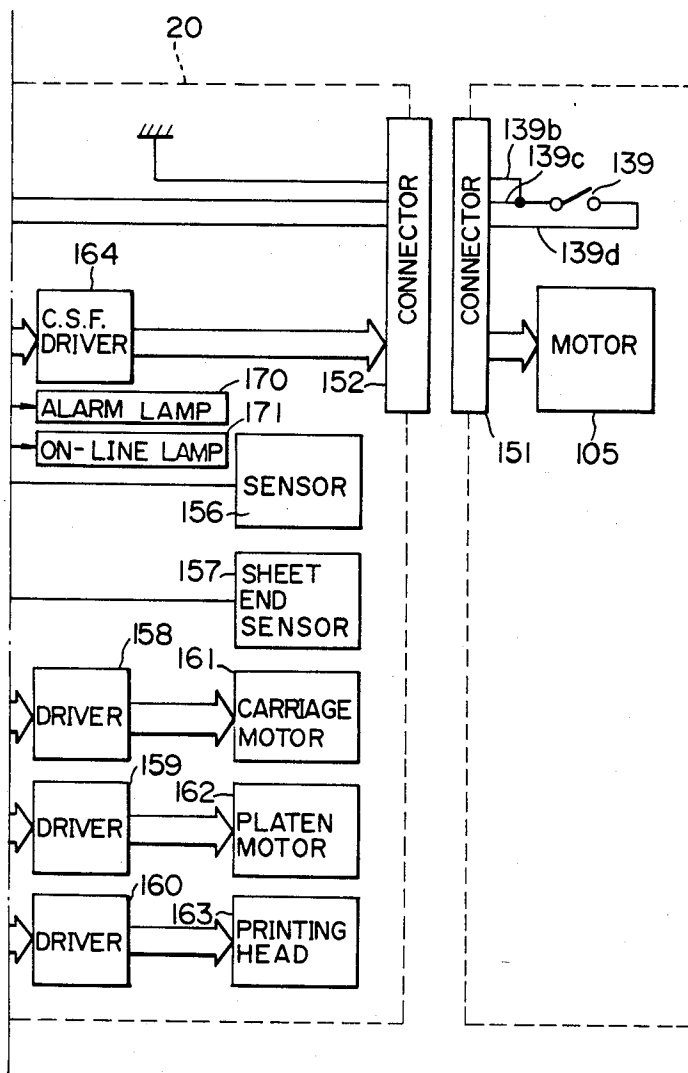 20
139b
139c
139
139d
CONNECTOR
CONNECTOR
164
C.S.F.
DRIVER
MOTOR
152
151
105
170
ALARM LAMP
171
ON-LINE LAMP
SENSOR
156
157
SHEET
END
SENSOR
158
DRIVER
161
CARRIAGE
MOTOR
159
DRIVER
162
PLATEN
MOTOR
160
DRIVER
163
PRINTING
HEAD